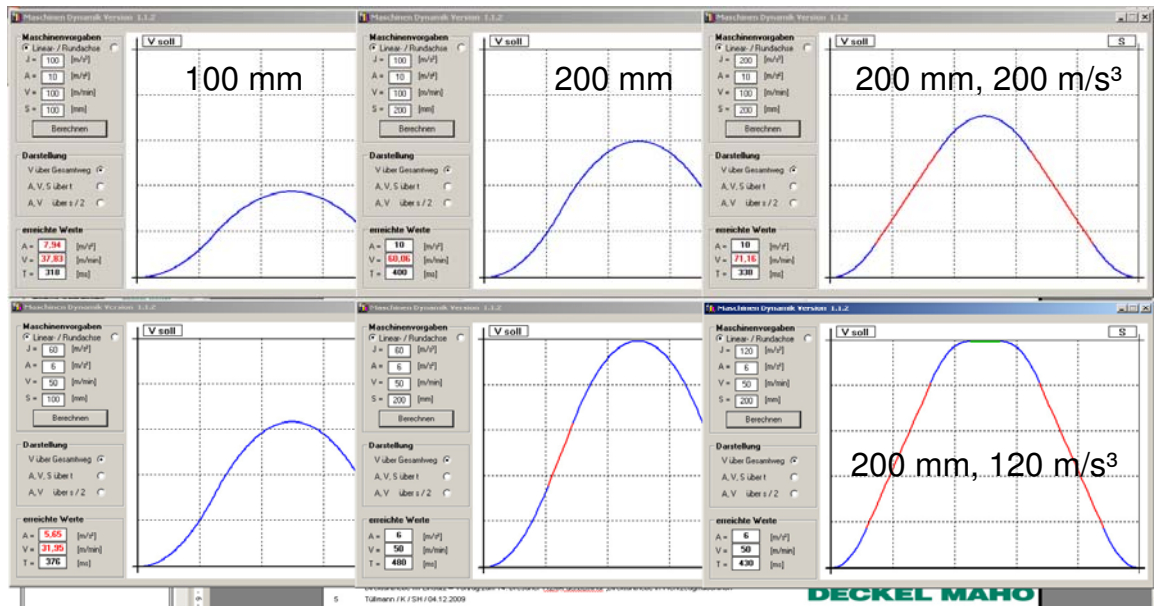 Maschinen Dynamik Version 1.1.2
Maschinenvorgaben
Linear- / Rundachse
J = 100 [m/s³]
A = 10 [m/s²]
V = 100 [m/min]
S = 100 [mm]
Berechnen
Darstellung
V über Gesamtweg
A, V, S über t
A, V über s / 2
erreichte Werte
A = 7,94 [m/s²]
V = 37,83 [m/min]
T = 318 [ms]
V soll
100 mm
Maschinen Dynamik Version 1.1.2
Maschinenvorgaben
Linear- / Rundachse
J = 100 [m/s³]
A = 10 [m/s²]
V = 100 [m/min]
S = 200 [mm]
Berechnen
Darstellung
V über Gesamtweg
A, V, S über t
A, V über s / 2
erreichte Werte
A = 10 [m/s²]
V = 60,06 [m/min]
T = 400 [ms]
V soll
200 mm
Maschinen Dynamik Version 1.1.2
Maschinenvorgaben
Linear- / Rundachse
J = 200 [m/s³]
A = 10 [m/s²]
V = 100 [m/min]
S = 200 [mm]
Berechnen
Darstellung
V über Gesamtweg
A, V, S über t
A, V über s / 2
erreichte Werte
A = 10 [m/s²]
V = 71,16 [m/min]
T = 330 [ms]
V soll
S
200 mm, 200 m/s³
Maschinen Dynamik Version 1.1.2
Maschinenvorgaben
Linear- / Rundachse
J = 60 [m/s³]
A = 6 [m/s²]
V = 50 [m/min]
S = 100 [mm]
Berechnen
Darstellung
V über Gesamtweg
A, V, S über t
A, V über s / 2
erreichte Werte
A = 5,65 [m/s²]
V = 31,95 [m/min]
T = 376 [ms]
V soll
Maschinen Dynamik Version 1.1.2
Maschinenvorgaben
Linear- / Rundachse
J = 60 [m/s³]
A = 6 [m/s²]
V = 50 [m/min]
S = 200 [mm]
Berechnen
Darstellung
V über Gesamtweg
A, V, S über t
A, V über s / 2
erreichte Werte
A = 6 [m/s²]
V = 50 [m/min]
T = 480 [ms]
V soll
Maschinen Dynamik Version 1.1.2
Maschinenvorgaben
Linear- / Rundachse
J = 120 [m/s³]
A = 6 [m/s²]
V = 50 [m/min]
S = 200 [mm]
Berechnen
Darstellung
V über Gesamtweg
A, V, S über t
A, V über s / 2
erreichte Werte
A = 6 [m/s²]
V = 50 [m/min]
T = 430 [ms]
V soll
S
200 mm, 120 m/s³
5 Tüllmann / K / SH / 04.12.2009
DECKEL MAHO